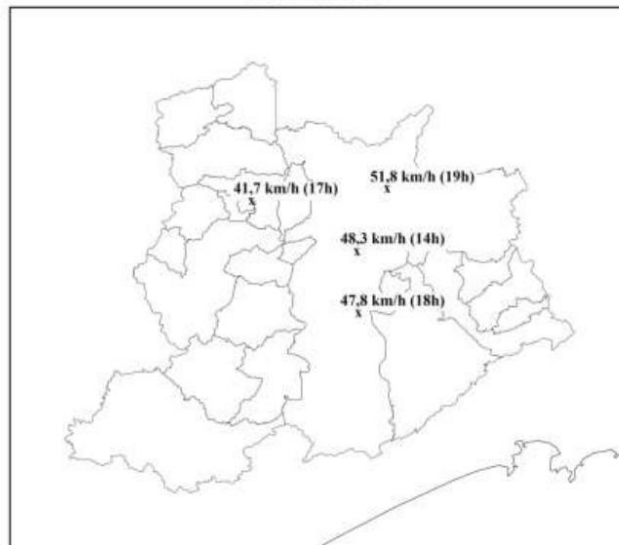 51,8 km/h (19h)
x
41,7 km/h (17h)
x
48,3 km/h (14h)
x
47,8 km/h (18h)
x